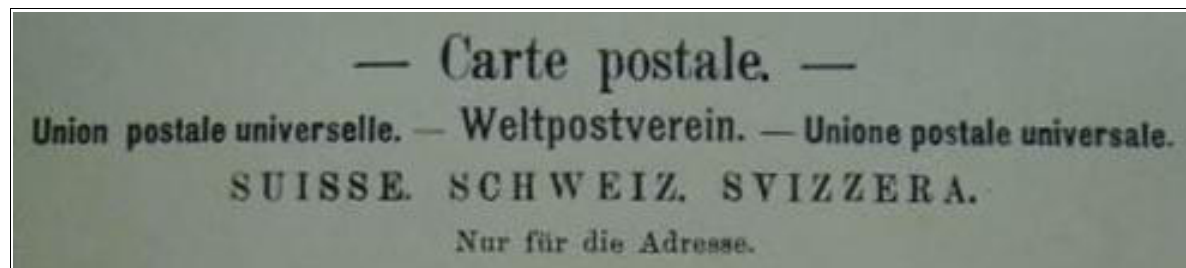 — Carte postale. —
Union postale universelle. — Weltpostverein. — Unione postale universale.
SUISSE. SCHWEIZ. SVIZZERA.
Nur für die Adresse.